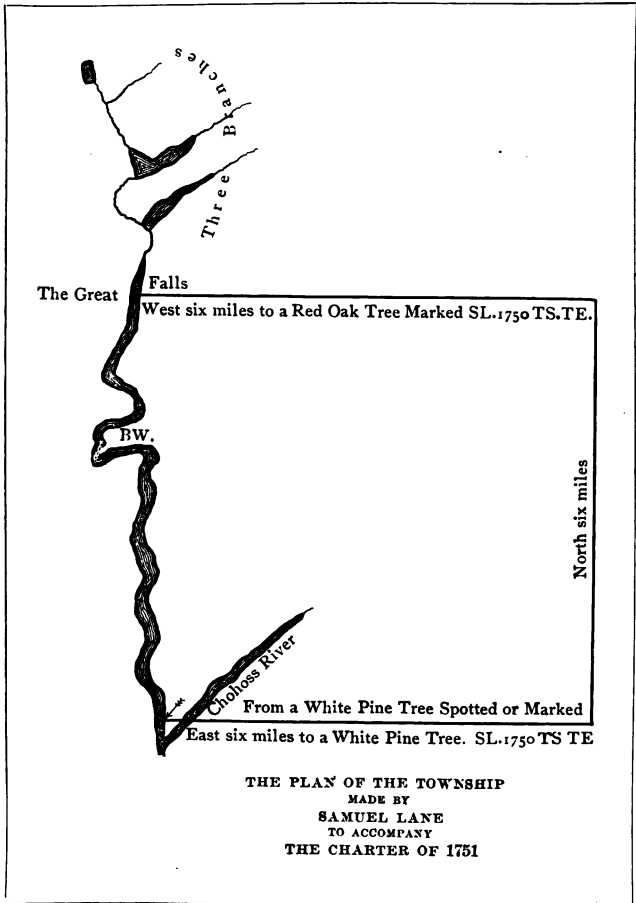 Three Branches
The Great Falls
West six miles to a Red Oak Tree Marked SL.1750 TS.TE.
BW.
North six miles
Chohoss River
From a White Pine Tree Spotted or Marked
East six miles to a White Pine Tree. SL.1750 TS TE
THE PLAN OF THE TOWNSHIP
MADE BY
SAMUEL LANE
TO ACCOMPANY
THE CHARTER OF 1751